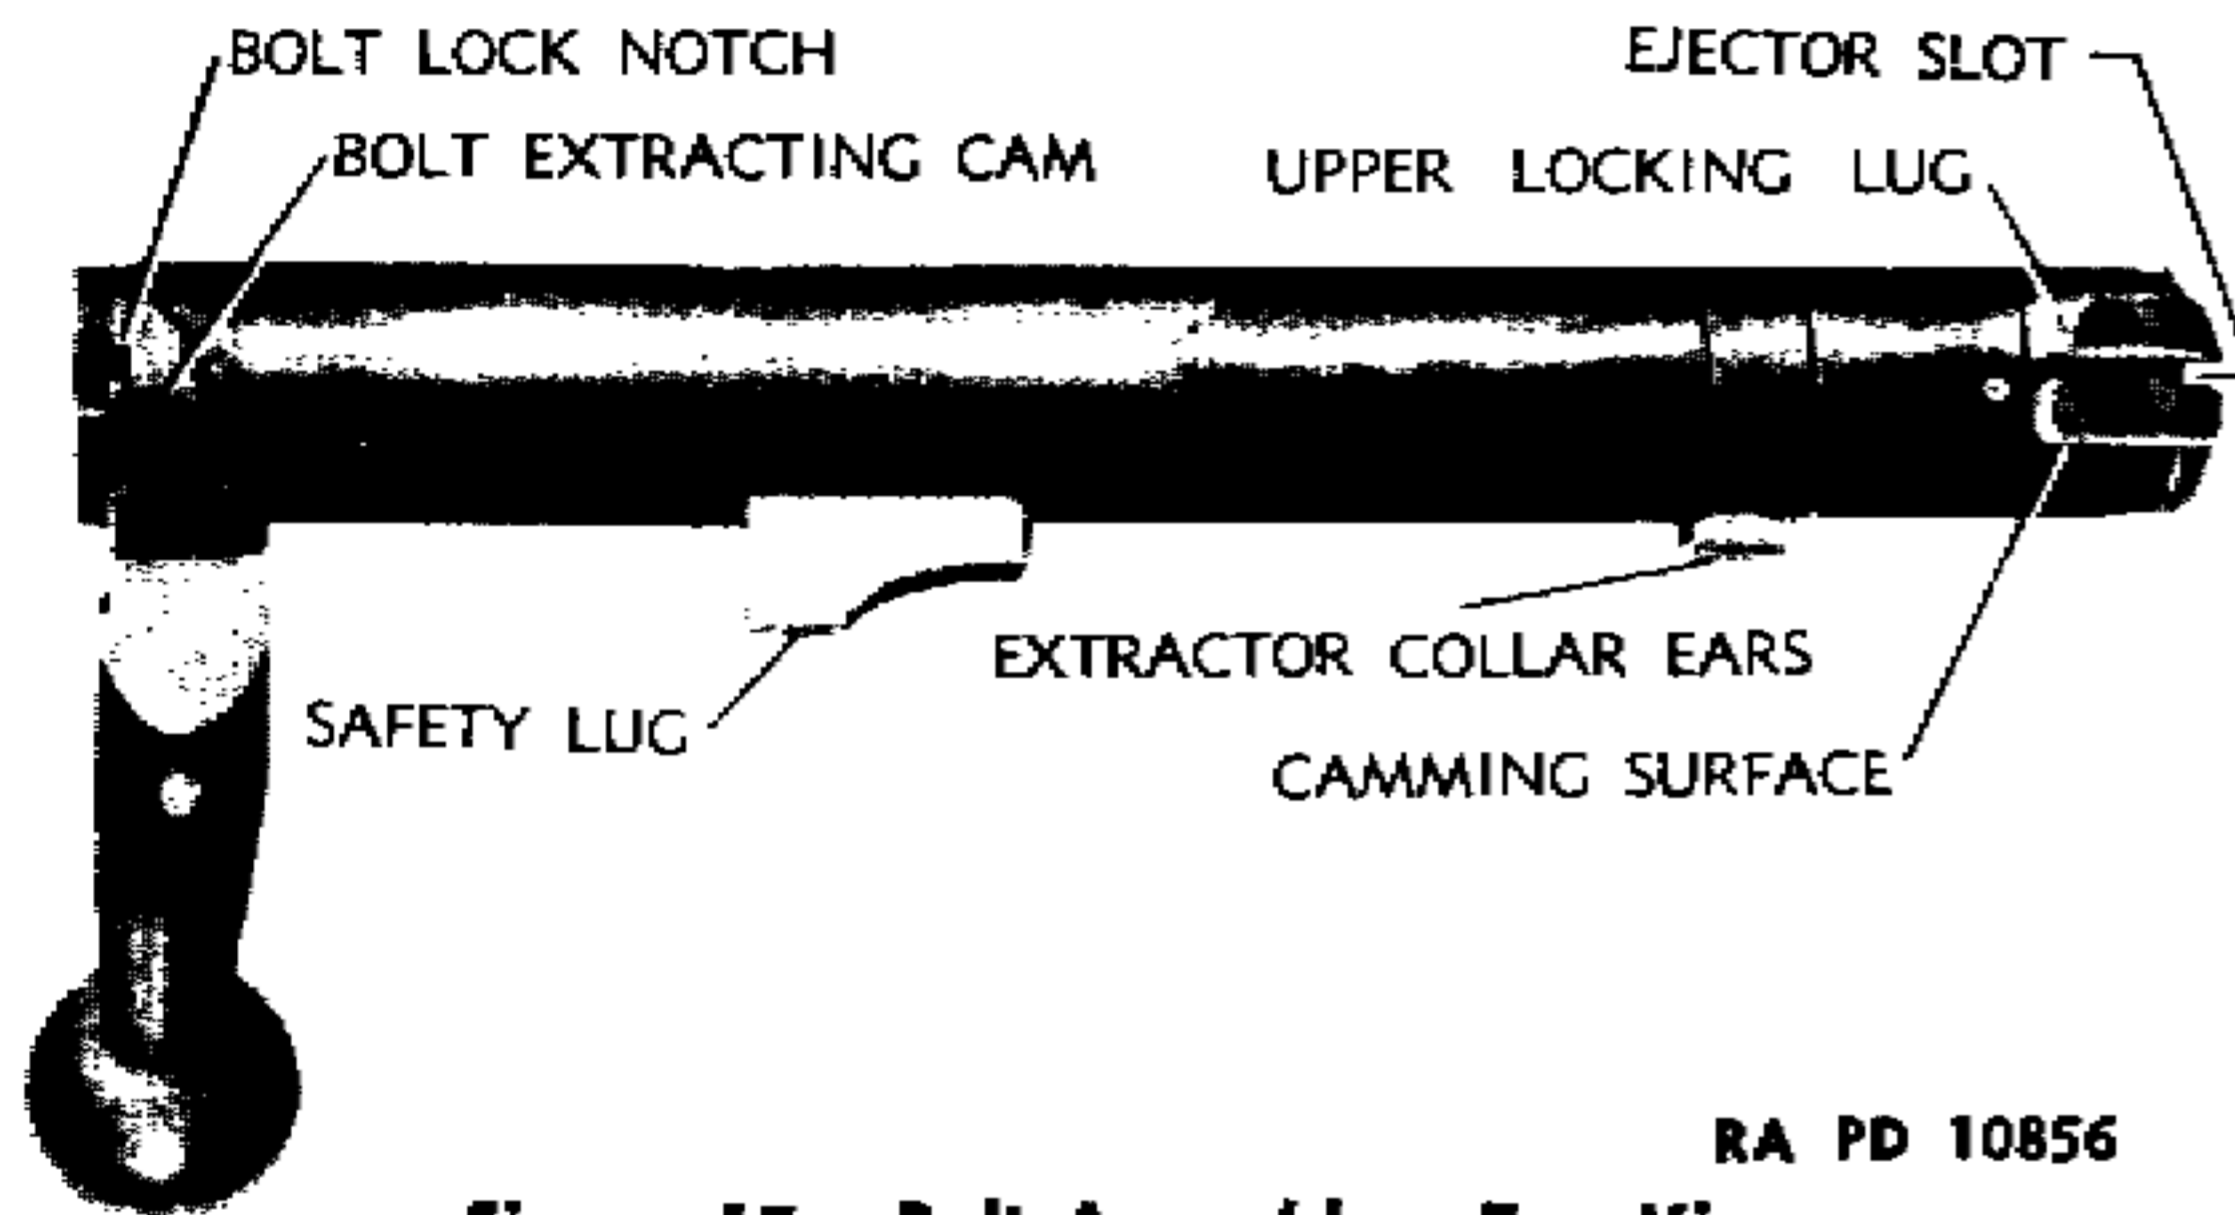 BOLT LOCK NOTCH
EJECTOR SLOT
BOLT EXTRACTING CAM
UPPER LOCKING LUG
EXTRACTOR COLLAR EARS
SAFETY LUG
CAMMING SURFACE
RA PD 10856